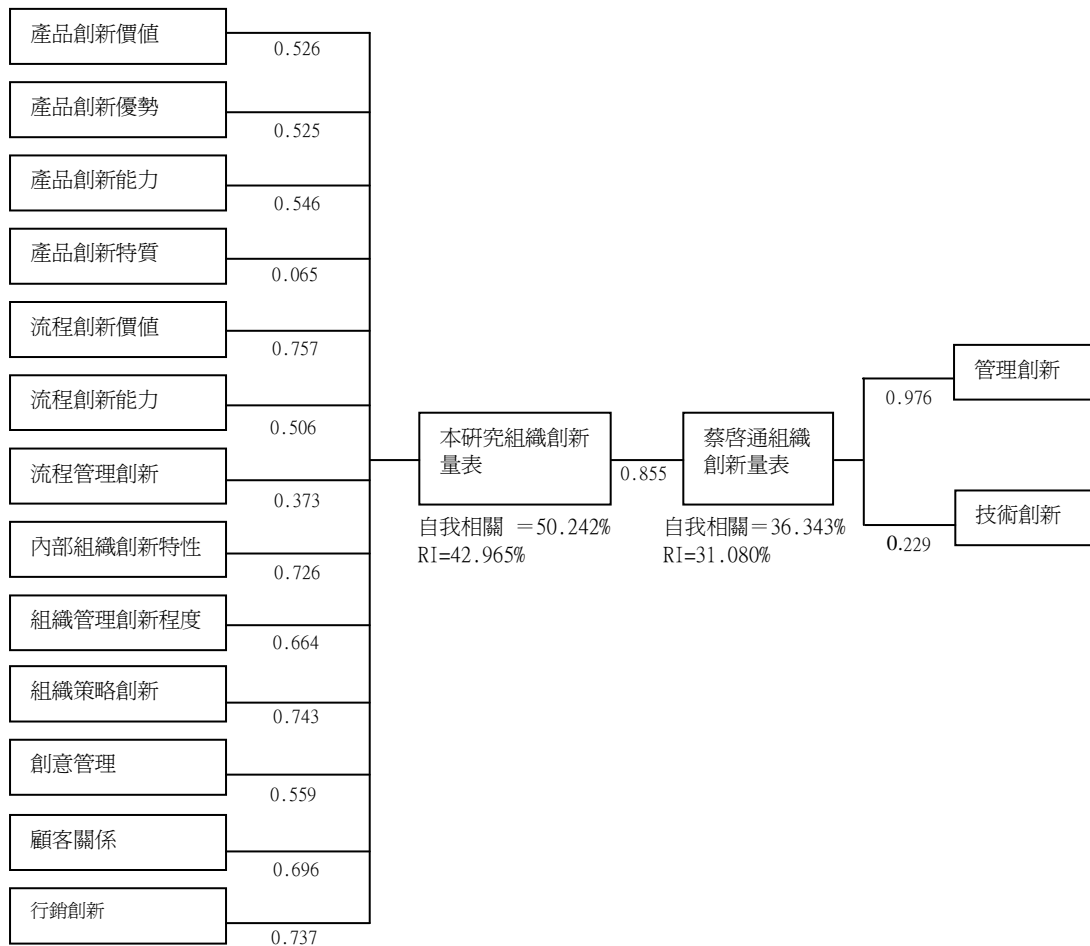 產品創新價值
0.526
產品創新優勢
0.525
產品創新能力
0.546
產品創新特質
0.065
流程創新價值
0.757
流程創新能力
0.506
流程管理創新
0.373
內部組織創新特性
0.726
組織管理創新程度
0.664
組織策略創新
0.743
創意管理
0.559
顧客關係
0.696
行銷創新
0.737
本研究組織創新
量表
自我相關 ＝50.242%
RI=42.965%
0.855
蔡啓通組織
創新量表
自我相關＝36.343%
RI=31.080%
管理創新
0.976
技術創新
0.229